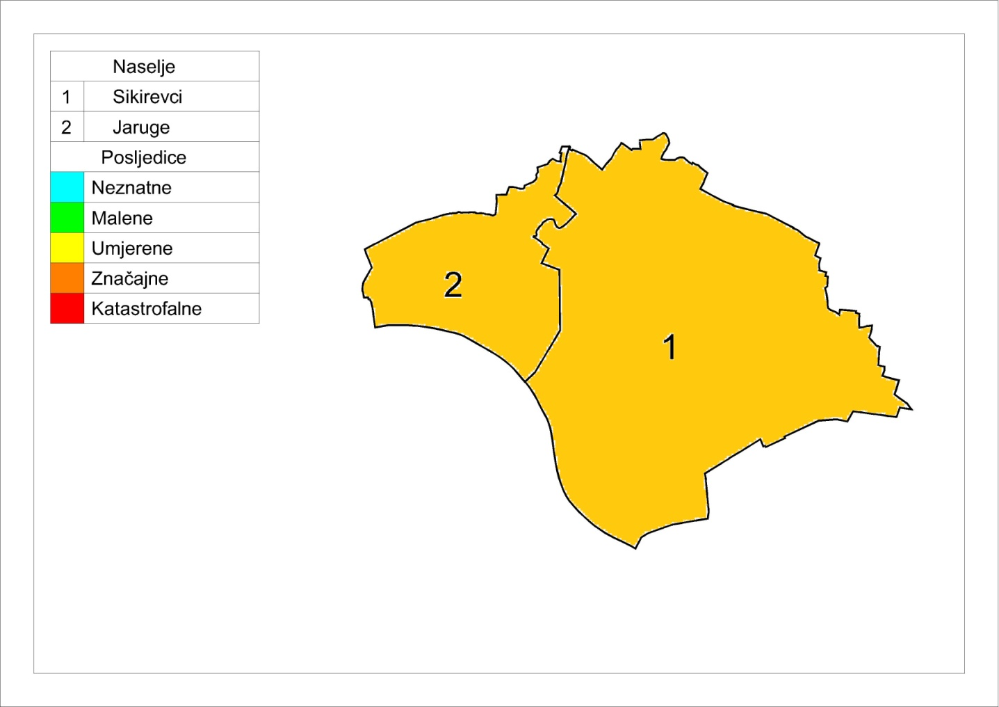 Naselje
1 Sikirevci
2 Jaruge
Posljedice
Neznatne
Malene
Umjerene
Značajne
Katastrofalne
2
1